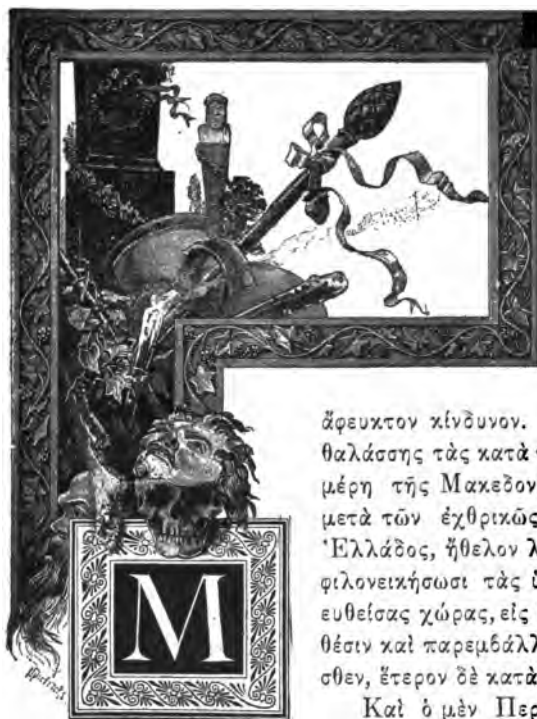 M
ἄφευκτον κίνδυνον.
θαλάσσης τὰς κατὰ
μέρη τῆς Μακεδον
μετὰ τῶν ἐχθρικῶς
Ἑλλάδος, ἤθελον
φιλονεικήσωσι τὰς
ευθείσας χώρας, εἰς
θέσιν καὶ παρεμβάλλ
σθεν, ἕτερον δὲ κατὰ
Καὶ ὁ μὲν Περ